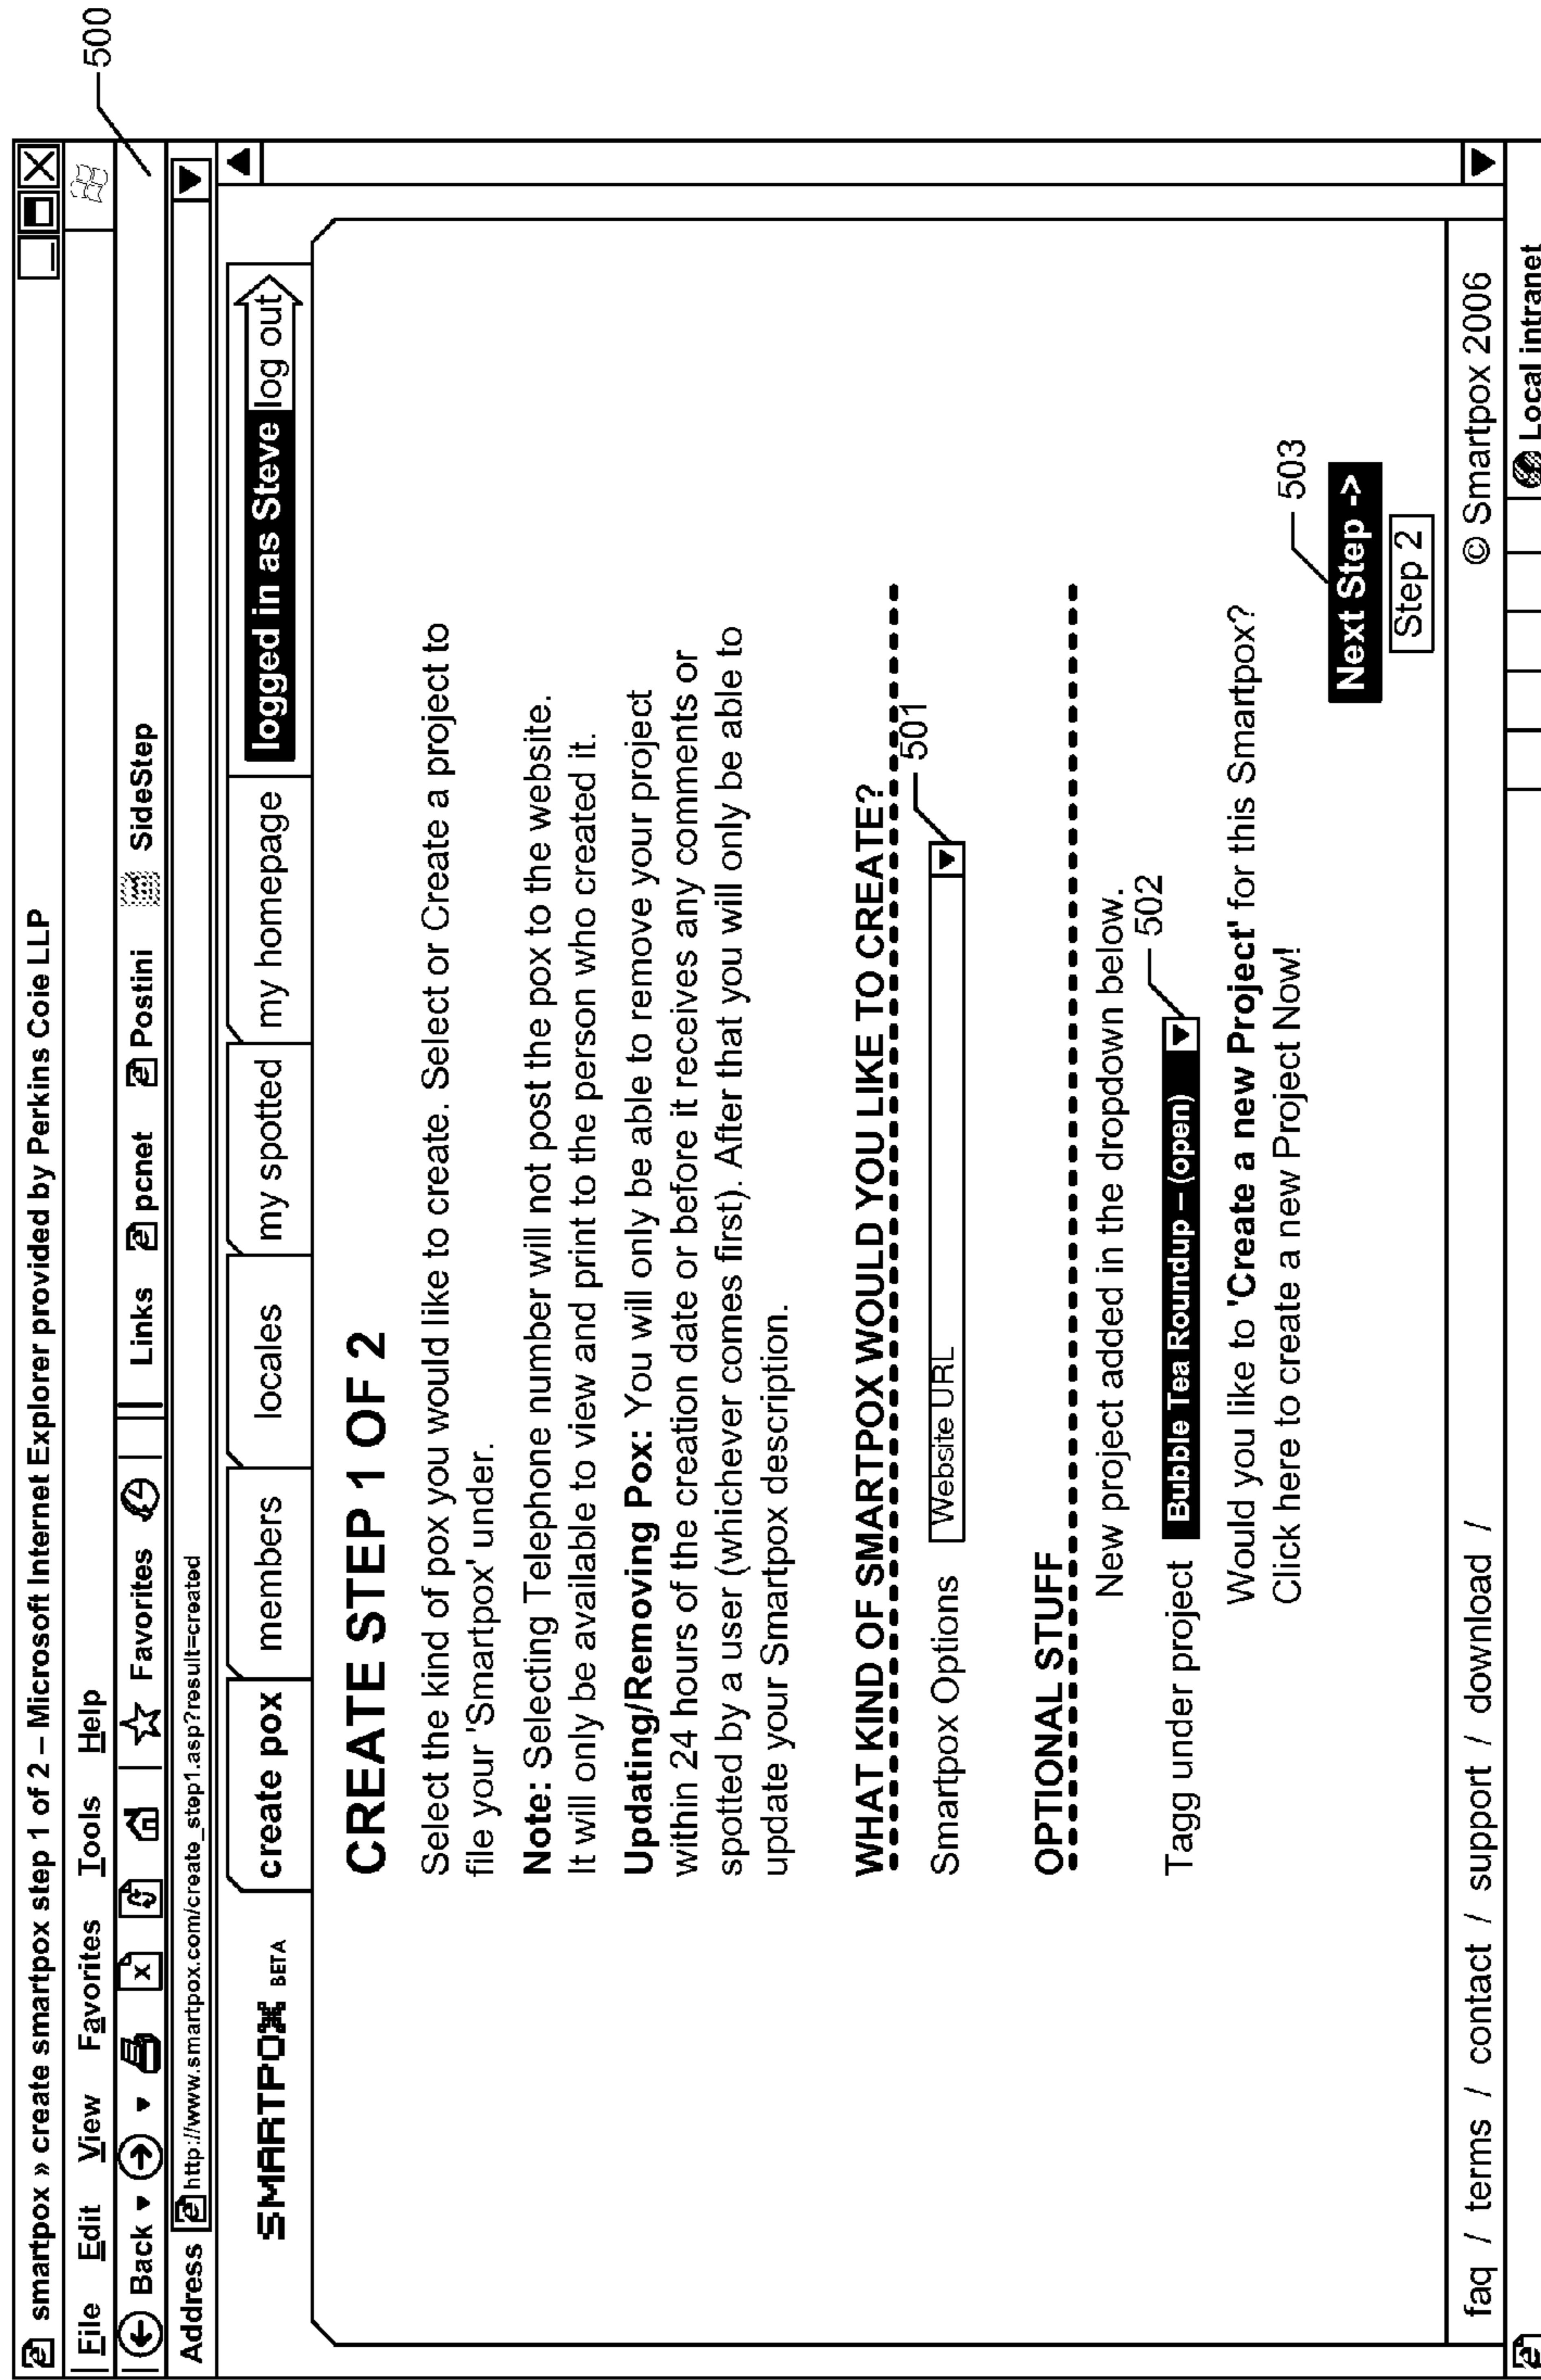 smartpox » create smartpox step 1 of 2 – Microsoft Internet Explorer provided by Perkins Coie LLP
File Edit View Favorites Tools Help
500
Back Favorites Links pcnet Postini SideStep
Address http://www.smartpox.com/create_step1.asp?result=created
SMARTPOX BETA create pox members locales my spotted my homepage logged in as Steve log out
CREATE STEP 1 OF 2
Select the kind of pox you would like to create. Select or Create a project to
file your 'Smartpox' under.
Note: Selecting Telephone number will not post the pox to the website.
It will only be available to view and print to the person who created it.
Updating/Removing Pox: You will only be able to remove your project
within 24 hours of the creation date or before it receives any comments or
spotted by a user (whichever comes first). After that you will only be able to
update your Smartpox description.
WHAT KIND OF SMARTPOX WOULD YOU LIKE TO CREATE?
501
Smartpox Options Website URL
OPTIONAL STUFF
New project added in the dropdown below.
502
Tagg under project Bubble Tea Roundup – (open)
Would you like to 'Create a new Project' for this Smartpox?
Click here to create a new Project Now!
503
Next Step ->
Step 2
faq / terms / contact / support / download / © Smartpox 2006
Local intranet